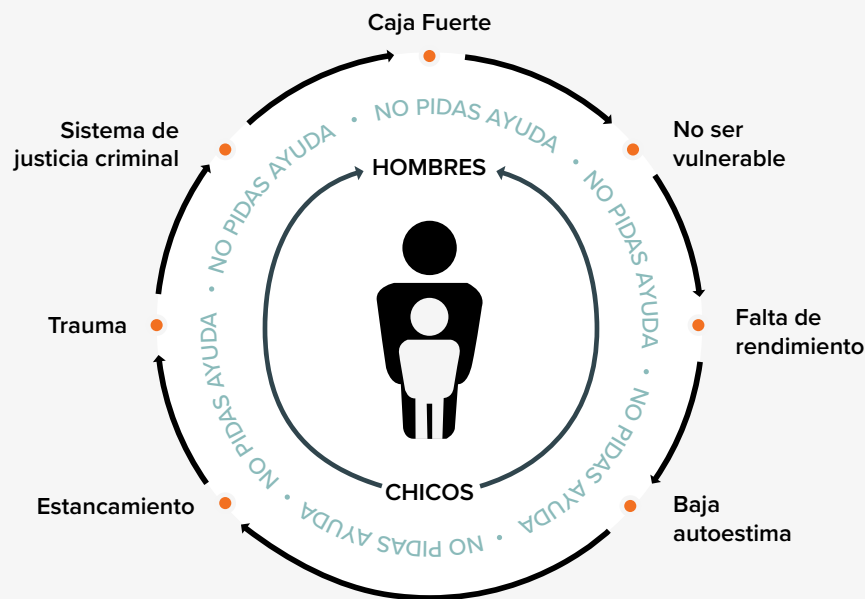 Caja Fuerte
No ser
vulnerable
Falta de
rendimiento
Baja
autoestima
Estancamiento
Trauma
Sistema de
justicia criminal
NO PIDAS AYUDA • NO PIDAS AYUDA • NO PIDAS AYUDA • NO PIDAS AYUDA • NO PIDAS AYUDA • NO PIDAS AYUDA •
HOMBRES
CHICOS